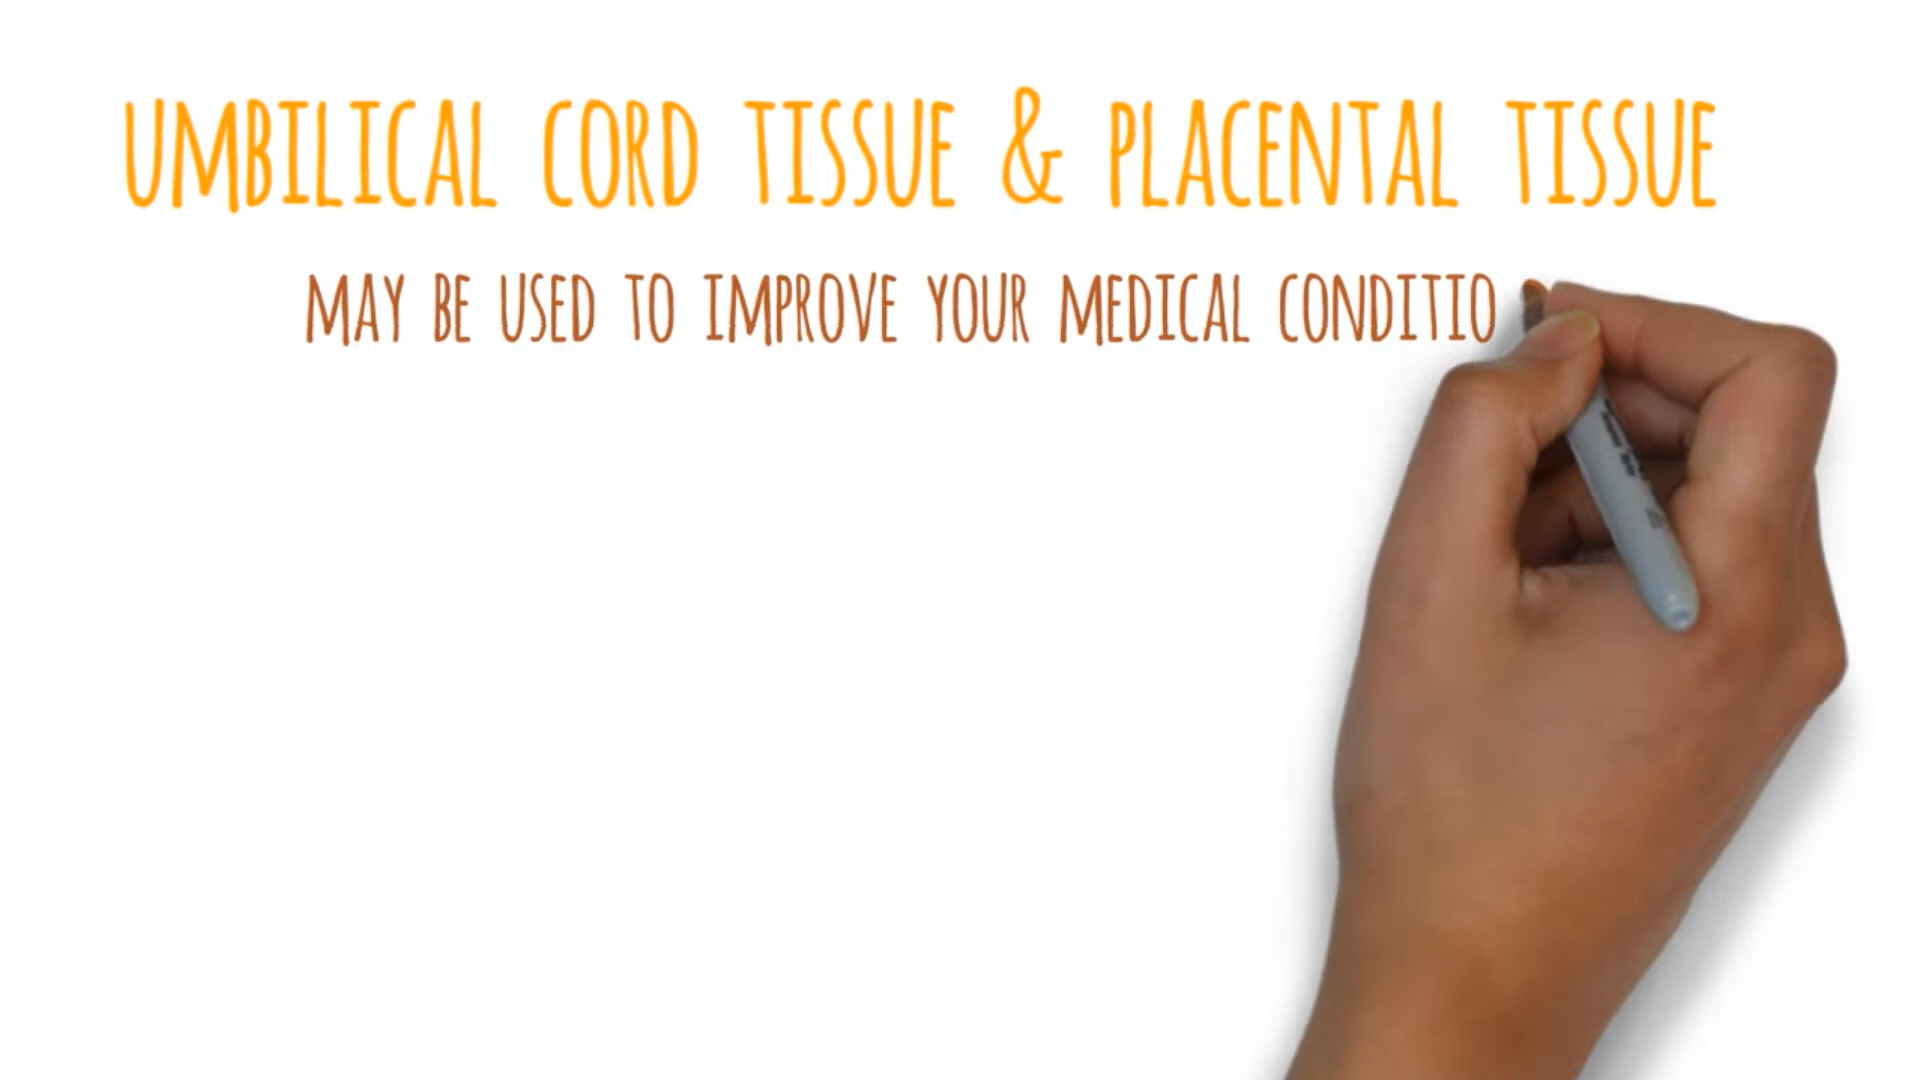 UMBILICAL CORD TISSUE & PLACENTAL TISSUE
MAY BE USED TO IMPROVE YOUR MEDICAL CONDITIO